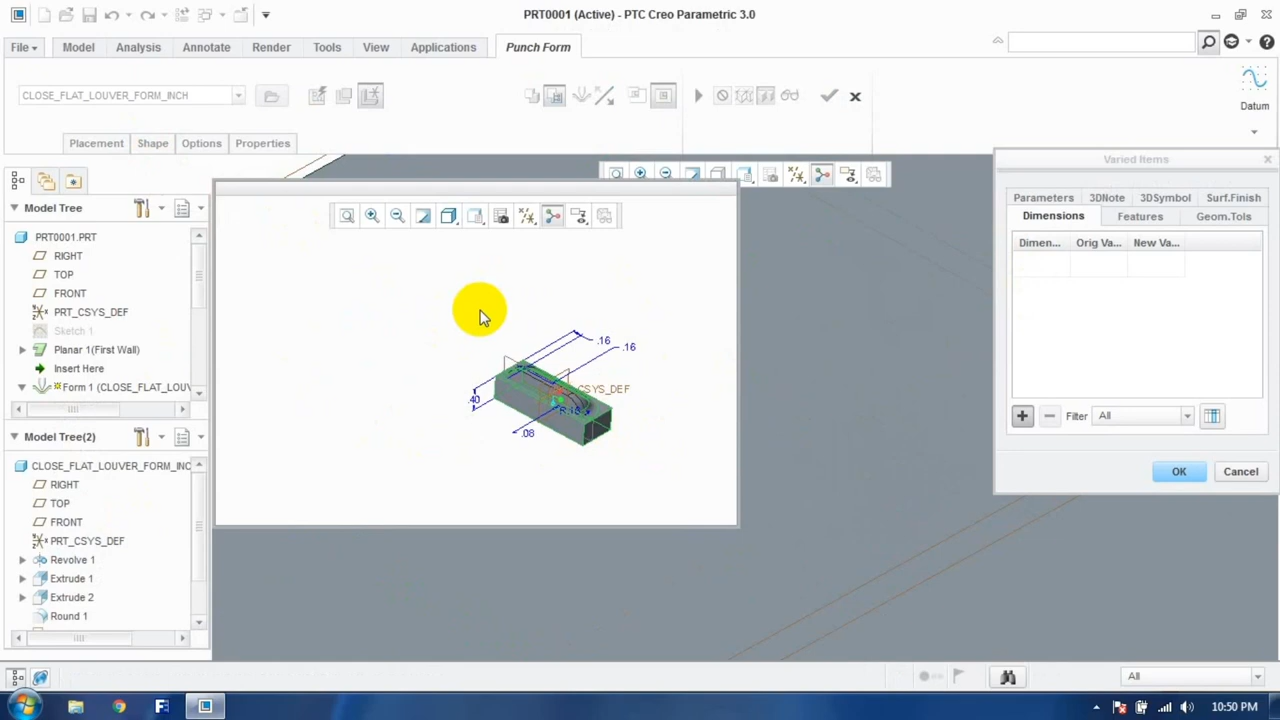 PRT0001 (Active) - PTC Creo Parametric 3.0
File Model Analysis Annotate Render Tools View Applications Punch Form
CLOSE_FLAT_LOUVER_FORM_INCH
Datum
Placement Shape Options Properties
Model Tree
PRT0001.PRT
RIGHT
TOP
FRONT
PRT_CSYS_DEF
Sketch 1
Planar 1(First Wall)
Insert Here
Form 1 (CLOSE_FLAT_LOUV
Model Tree(2)
CLOSE_FLAT_LOUVER_FORM_INC
RIGHT
TOP
FRONT
PRT_CSYS_DEF
Revolve 1
Extrude 1
Extrude 2
Round 1
.16
.16
CSYS_DEF
.40
.08
Varied Items
Parameters 3DNote 3DSymbol Surf.Finish
Dimensions Features Geom.Tols
Dimen... Orig Va... New Va...
Filter All
OK Cancel
All
10:50 PM